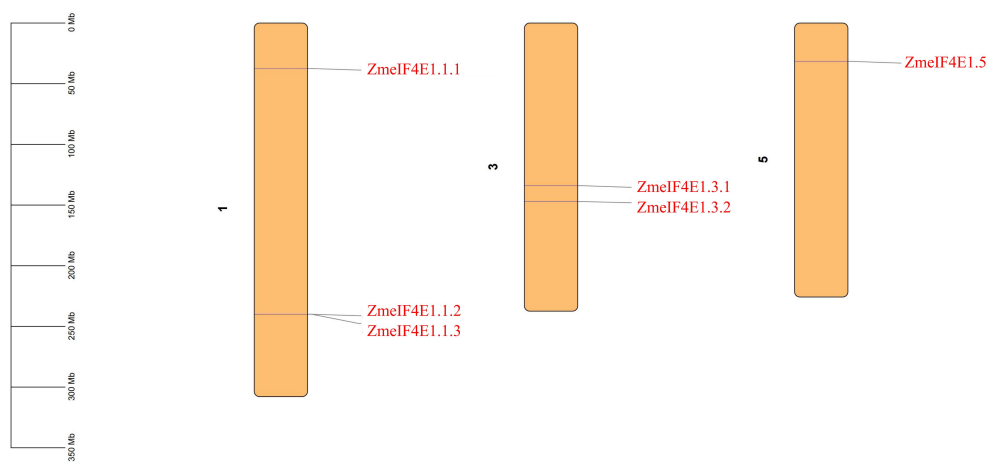 0 Mb
50 Mb
100 Mb
150 Mb
200 Mb
250 Mb
300 Mb
350 Mb
1
ZmeIF4E1.1.1
ZmeIF4E1.1.2
ZmeIF4E1.1.3
3
ZmeIF4E1.3.1
ZmeIF4E1.3.2
5
ZmeIF4E1.5